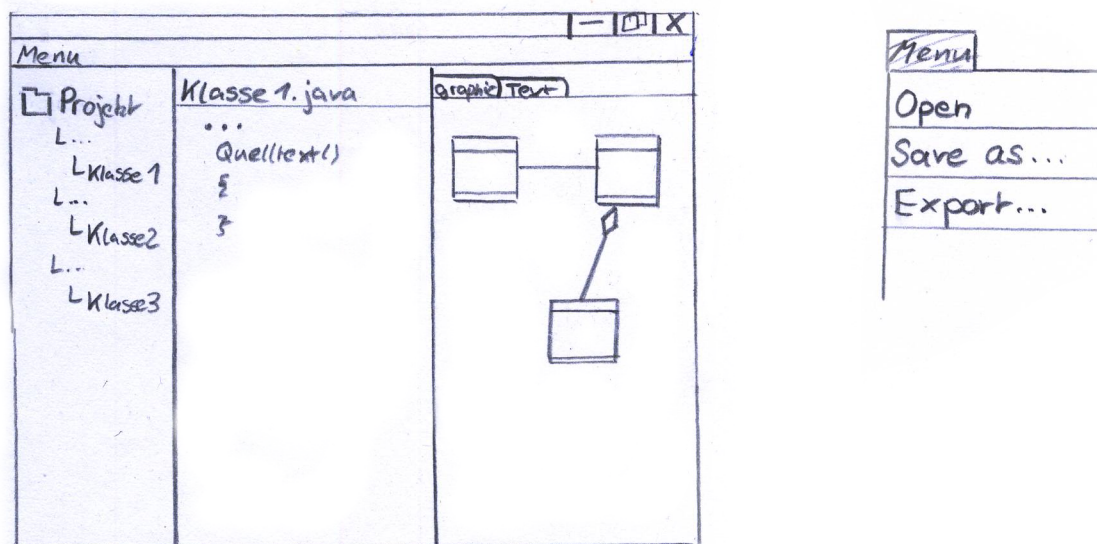 Menu
Projekt
...
Klasse 1
...
Klasse2
...
Klasse3
Klasse 1.java
...
Quelltext()
{
}
graphic Text
Menu
Open
Save as...
Export...